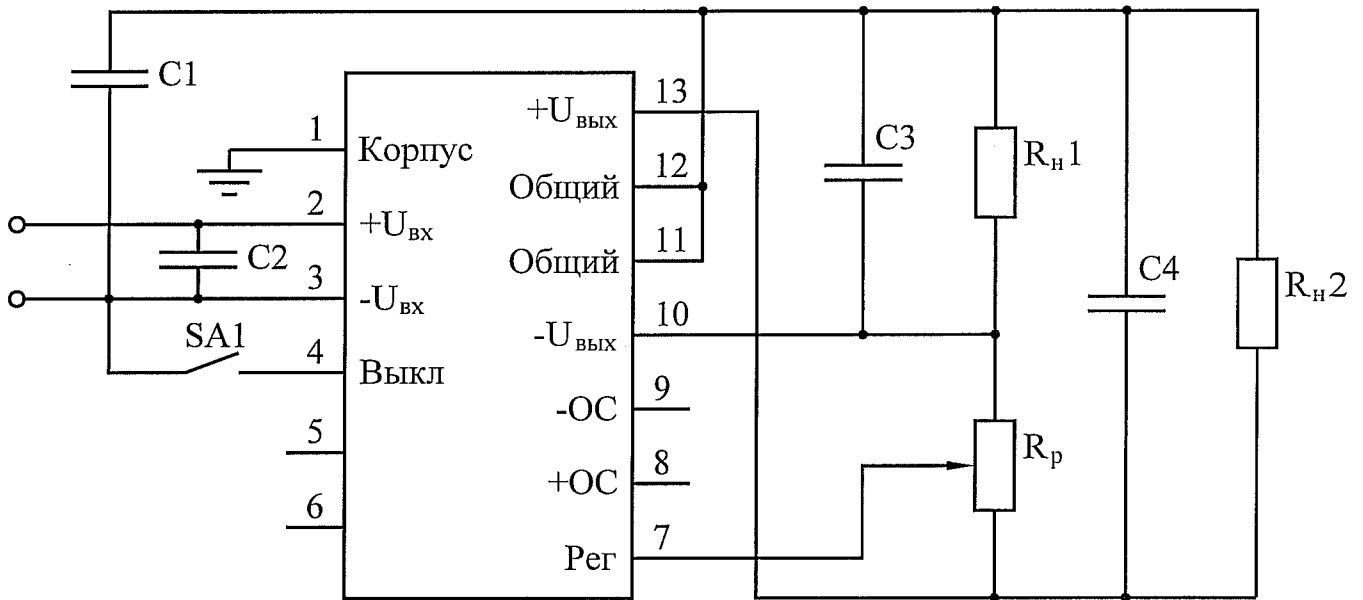 C1
13
+Uвых
1
Корпус
C3
Rн1
12
Общий
2
+Uвх
C2
11
Общий
C4
Rн2
3
-Uвх
10
-Uвых
SA1
4
Выкл
9
-ОС
5
8
+ОС
Rр
6
7
Рег